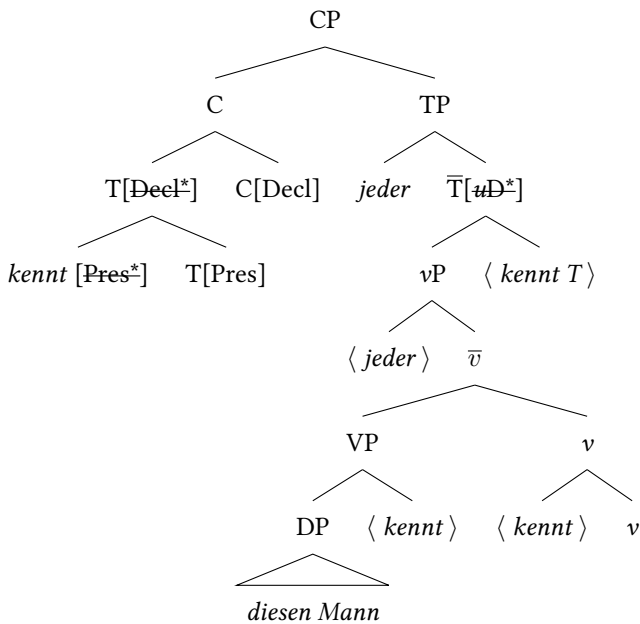 CP
C TP
T[Decl*] C[Decl] jeder T̅[uD*]
kennt [Pres*] T[Pres] vP ⟨ kennt T ⟩
⟨ jeder ⟩ v̅
VP v
DP ⟨ kennt ⟩ ⟨ kennt ⟩ v
diesen Mann